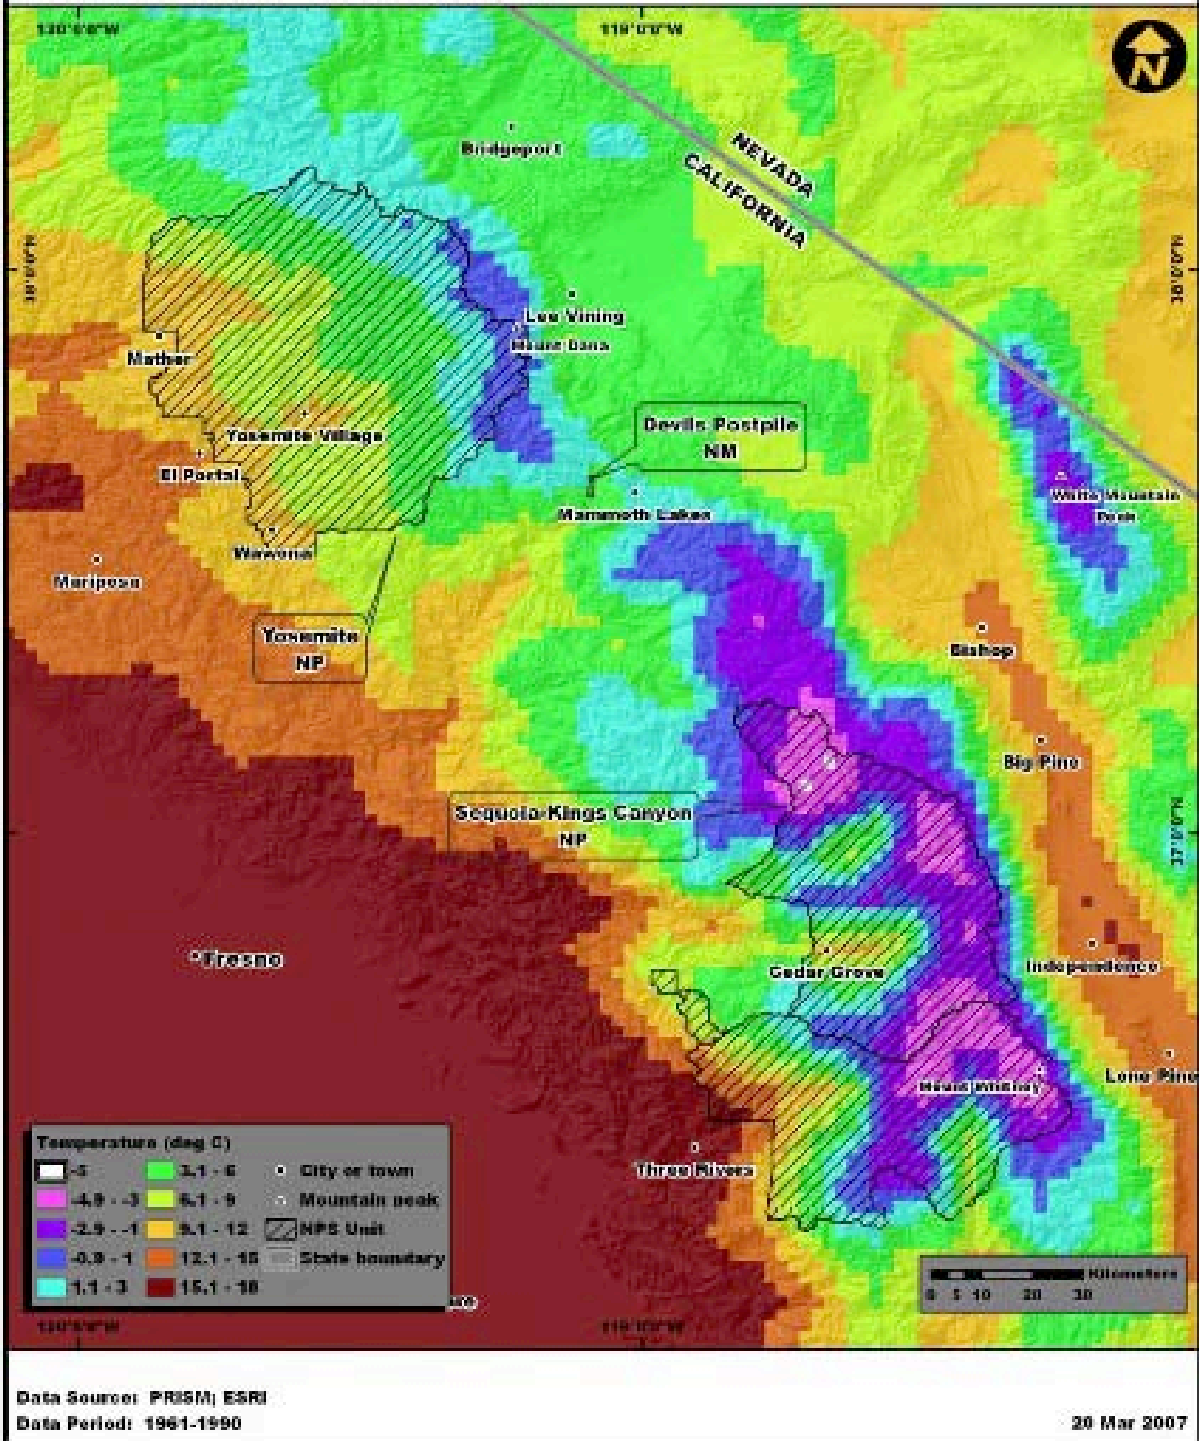 120°0'0"W 119°0'0"W
N
Bridgeport
NEVADA
CALIFORNIA
38°0'0"N 38°0'0"N
Lee Vining
Mount Dana
Mather
Devils Postpile
NM
Yosemite Village
El Portal
White Mountain
Peak
Mammoth Lakes
Wawona
Mariposa
Yosemite
NP
Bishop
Big Pine
Sequoia-Kings Canyon
NP
37°0'0"N
Fresno
Cedar Grove
Independence
Mount Whitney
Lone Pine
Three Rivers
Temperature (deg C)
-5 3.1 - 6 City or town
-4.9 - -3 6.1 - 9 Mountain peak
-2.9 - -1 9.1 - 12 NPS Unit
-0.9 - 1 12.1 - 15 State boundary
1.1 - 3 15.1 - 18
Kilometers
0 5 10 20 30
120°0'0"W 119°0'0"W
Data Source: PRISM; ESRI
Data Period: 1961-1990
20 Mar 2007